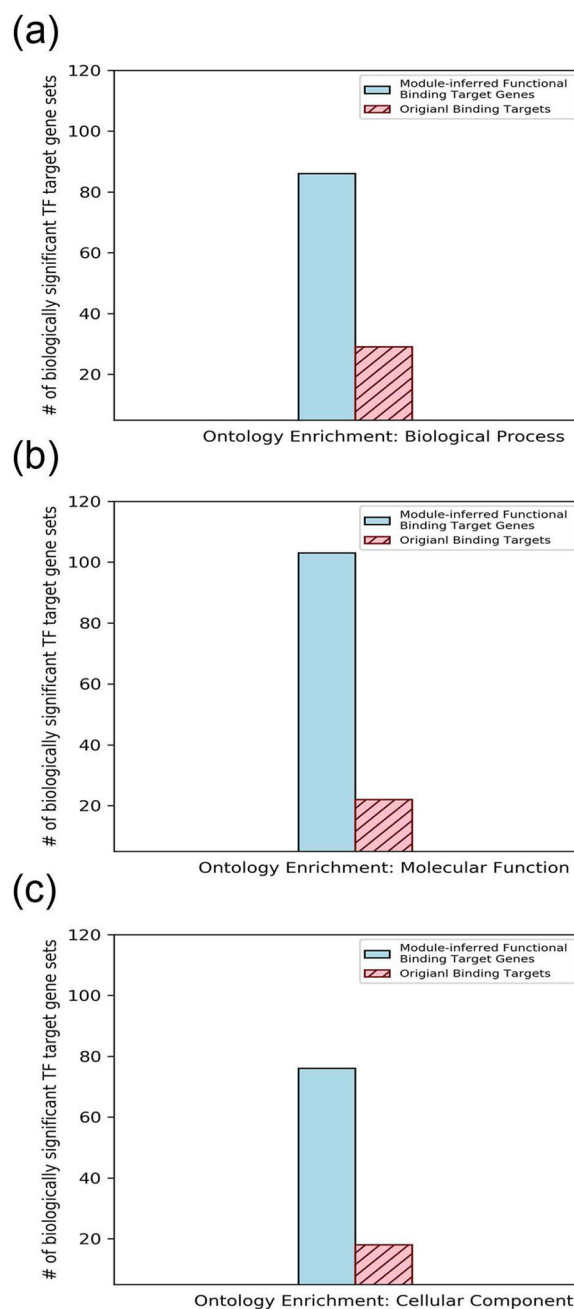 (a)
# of biologically significant TF target gene sets
120
100
80
60
40
20
Module-inferred Functional
Binding Target Genes
Origianl Binding Targets
Ontology Enrichment: Biological Process
(b)
# of biologically significant TF target gene sets
120
100
80
60
40
20
Module-inferred Functional
Binding Target Genes
Origianl Binding Targets
Ontology Enrichment: Molecular Function
(c)
# of biologically significant TF target gene sets
120
100
80
60
40
20
Module-inferred Functional
Binding Target Genes
Origianl Binding Targets
Ontology Enrichment: Cellular Component